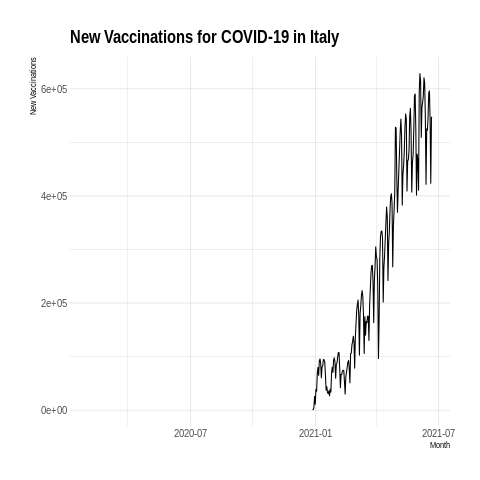 New Vaccinations for COVID-19 in Italy
New Vaccinations
6e+05
4e+05
2e+05
0e+00
2020-07
2021-01
2021-07
Month